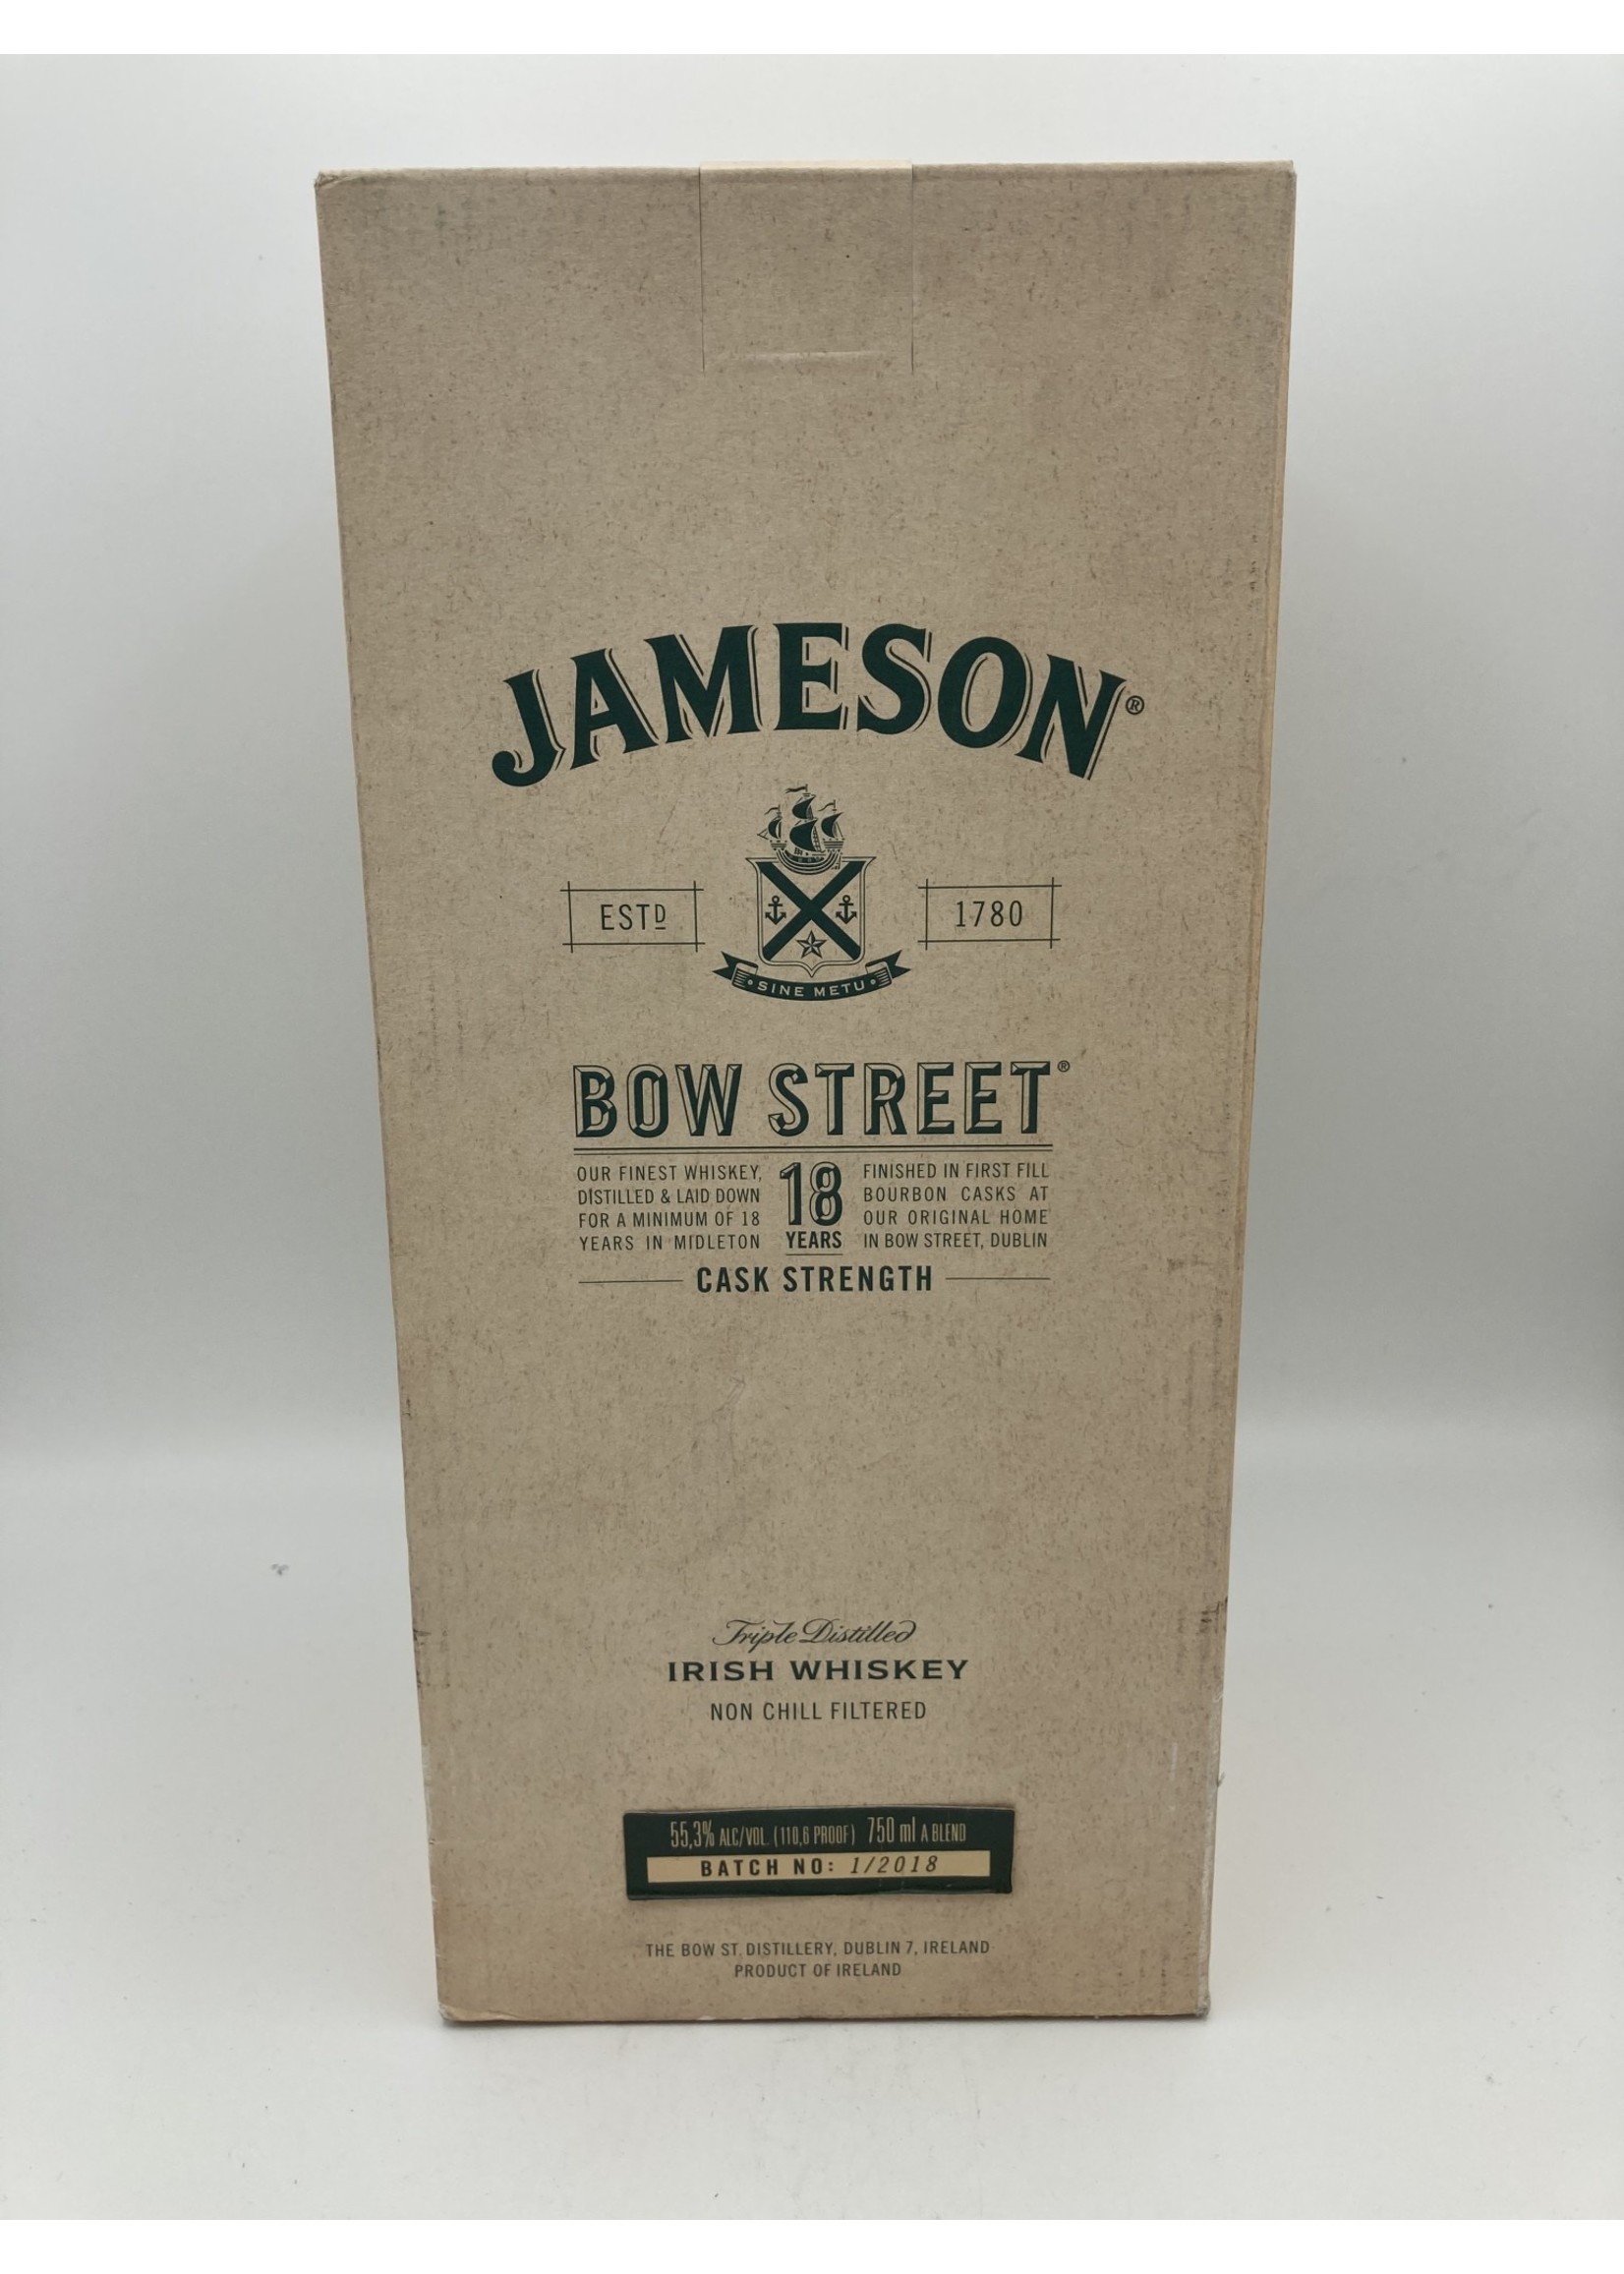 JAMESON®
ESTD 1780
SINE METU
BOW STREET®
OUR FINEST WHISKEY,
DISTILLED & LAID DOWN
FOR A MINIMUM OF 18
YEARS IN MIDLETON
18
YEARS
FINISHED IN FIRST FILL
BOURBON CASKS AT
OUR ORIGINAL HOME
IN BOW STREET, DUBLIN
CASK STRENGTH
Triple Distilled
IRISH WHISKEY
NON CHILL FILTERED
55,3% ALC/VOL. (110,6 PROOF) 750 ml A BLEND
BATCH NO: 1/2018
THE BOW ST. DISTILLERY, DUBLIN 7, IRELAND
PRODUCT OF IRELAND